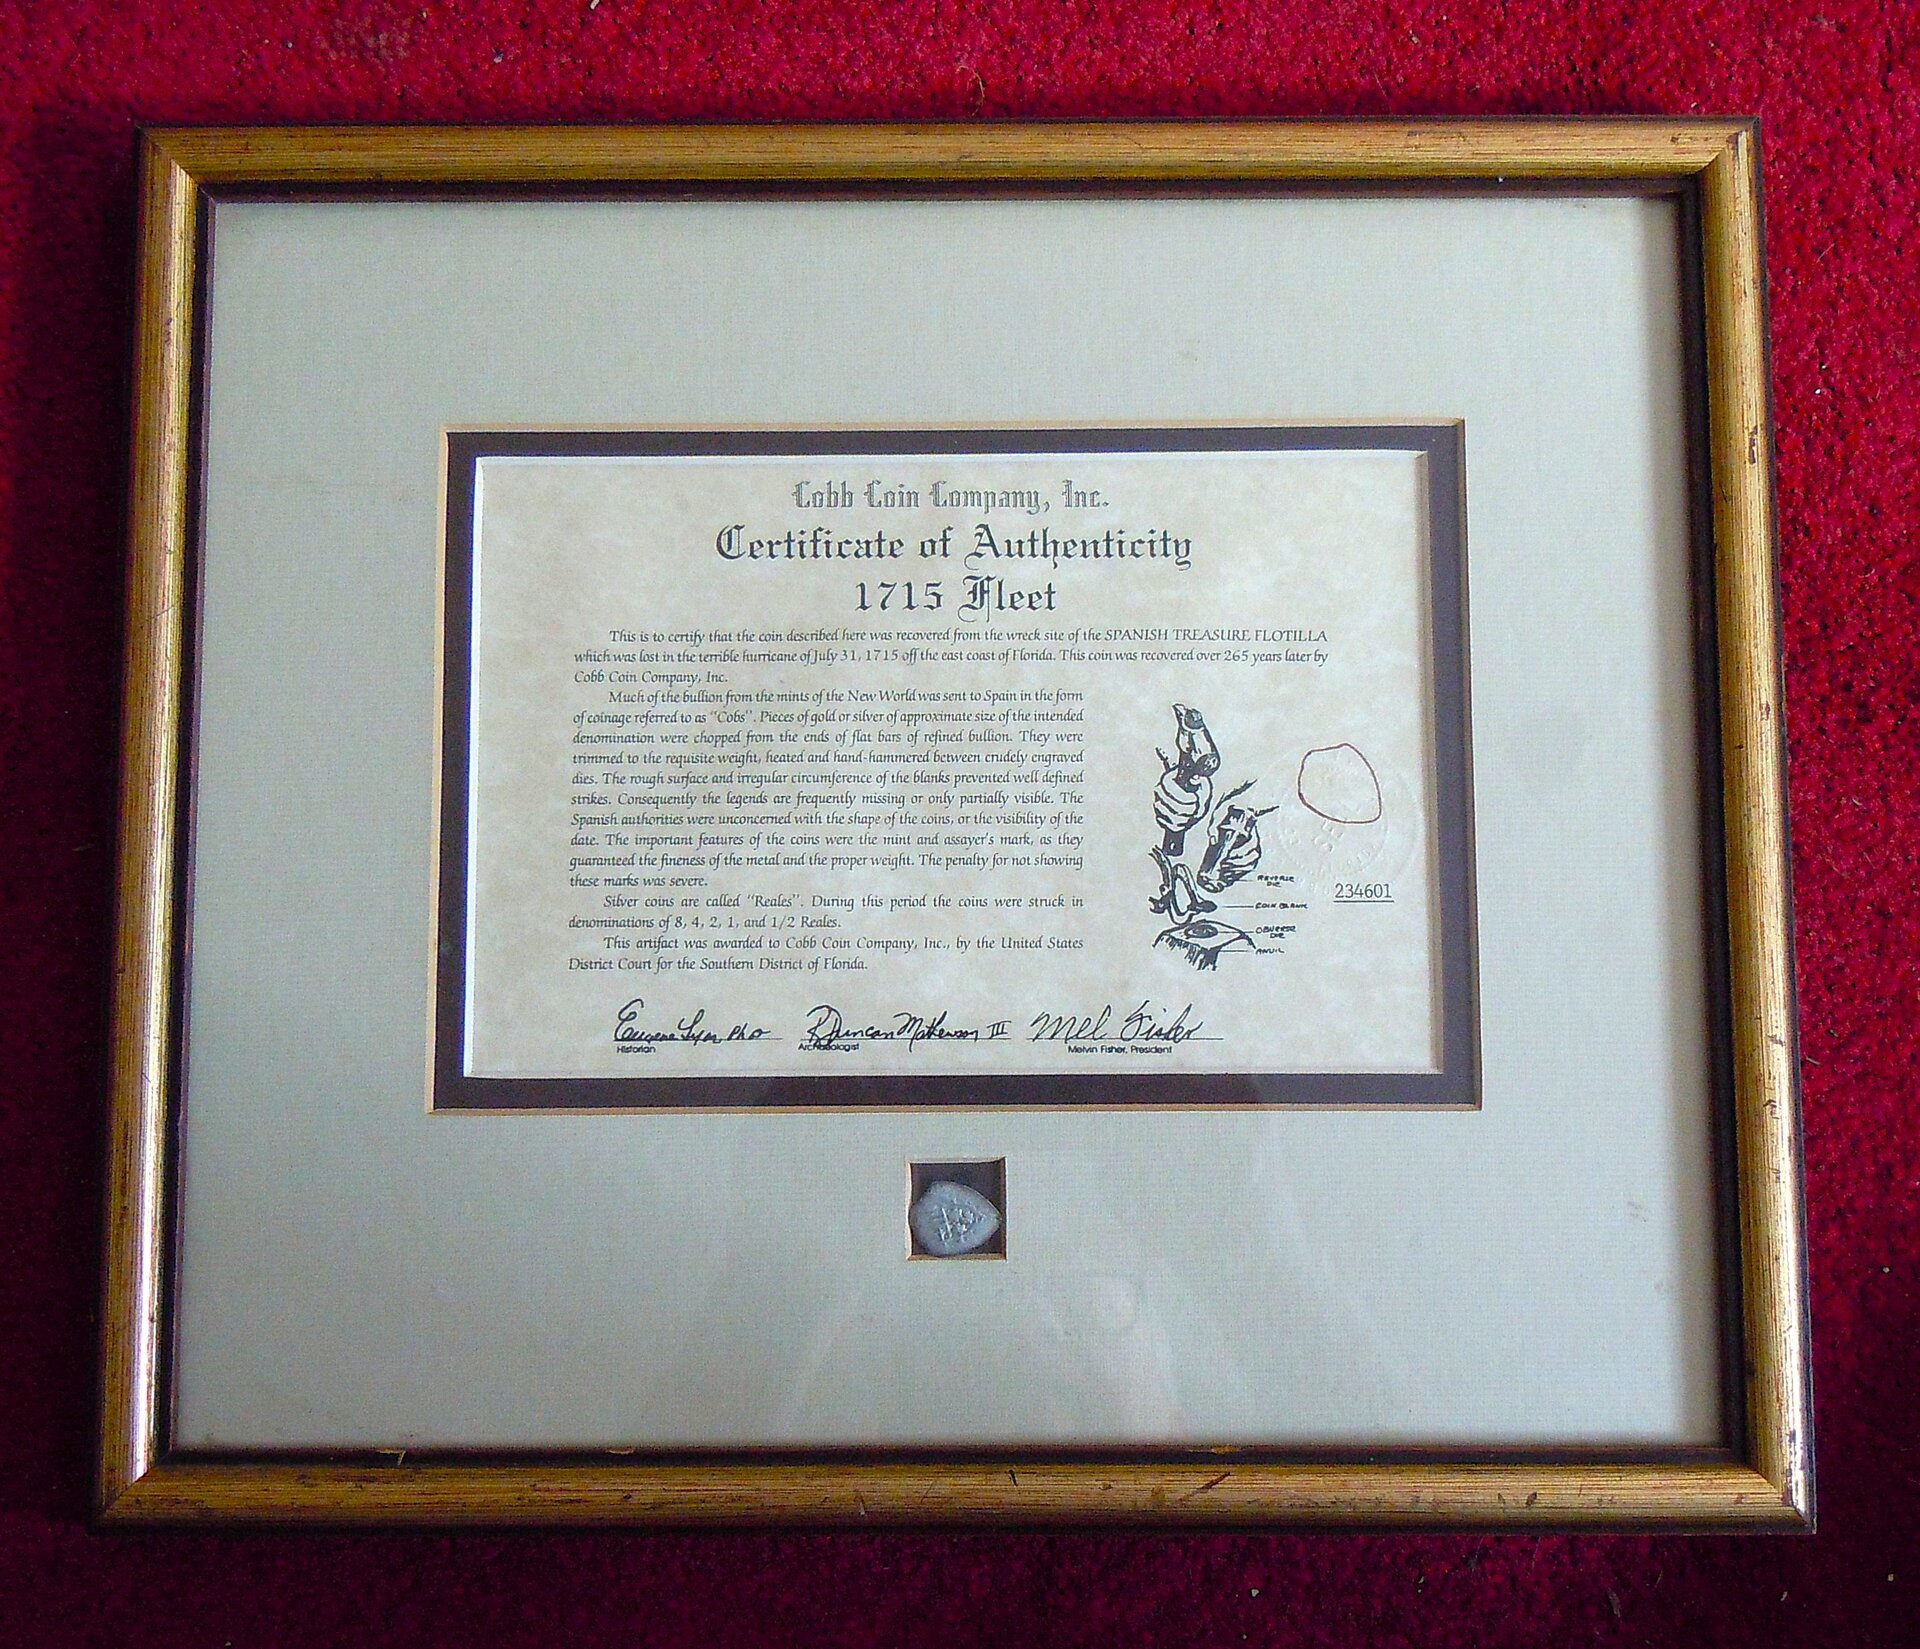 Cobb Coin Company, Inc.
Certificate of Authenticity
1715 Fleet
This is to certify that the coin described here was recovered from the wreck site of the SPANISH TREASURE FLOTILLA
which was lost in the terrible hurricane of July 31, 1715 off the east coast of Florida. This coin was recovered over 265 years later by
Cobb Coin Company, Inc.
Much of the bullion from the mints of the New World was sent to Spain in the form
of coinage referred to as "Cobs". Pieces of gold or silver of approximate size of the intended
denomination were chopped from the ends of flat bars of refined bullion. They were
trimmed to the requisite weight, heated and hand-hammered between crudely engraved
dies. The rough surface and irregular circumference of the blanks prevented well defined
strikes. Consequently the legends are frequently missing or only partially visible. The
Spanish authorities were unconcerned with the shape of the coins, or the visibility of the
date. The important features of the coins were the mint and assayer's mark, as they
guaranteed the fineness of the metal and the proper weight. The penalty for not showing
these marks was severe.
Silver coins are called "Reales". During this period the coins were struck in
denominations of 8, 4, 2, 1, and 1/2 Reales.
This artifact was awarded to Cobb Coin Company, Inc., by the United States
District Court for the Southern District of Florida.
REVERSE
DIE
234601
COIN BLANK
OBVERSE
DIE
ANVIL
Eugene Lyon, PhD
R Duncan Mathewson III
Mel Fisher
Historian
Archaeologist
Melvin Fisher, President